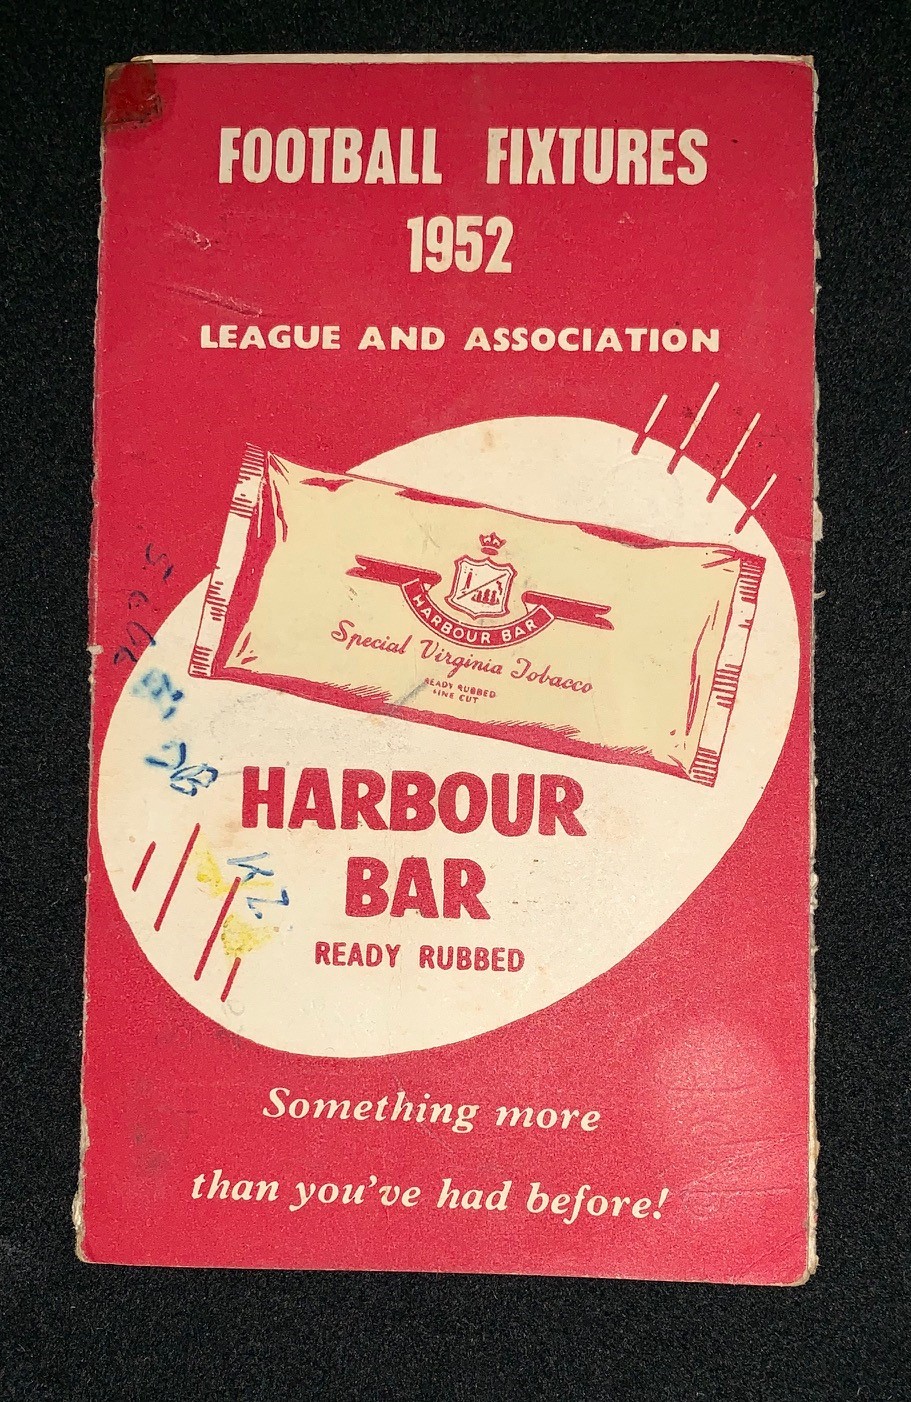 FOOTBALL FIXTURES
1952
LEAGUE AND ASSOCIATION
HARBOUR BAR
Special Virginia Tobacco
READY RUBBED
FINE CUT
HARBOUR
BAR
READY RUBBED
Something more
than you've had before!